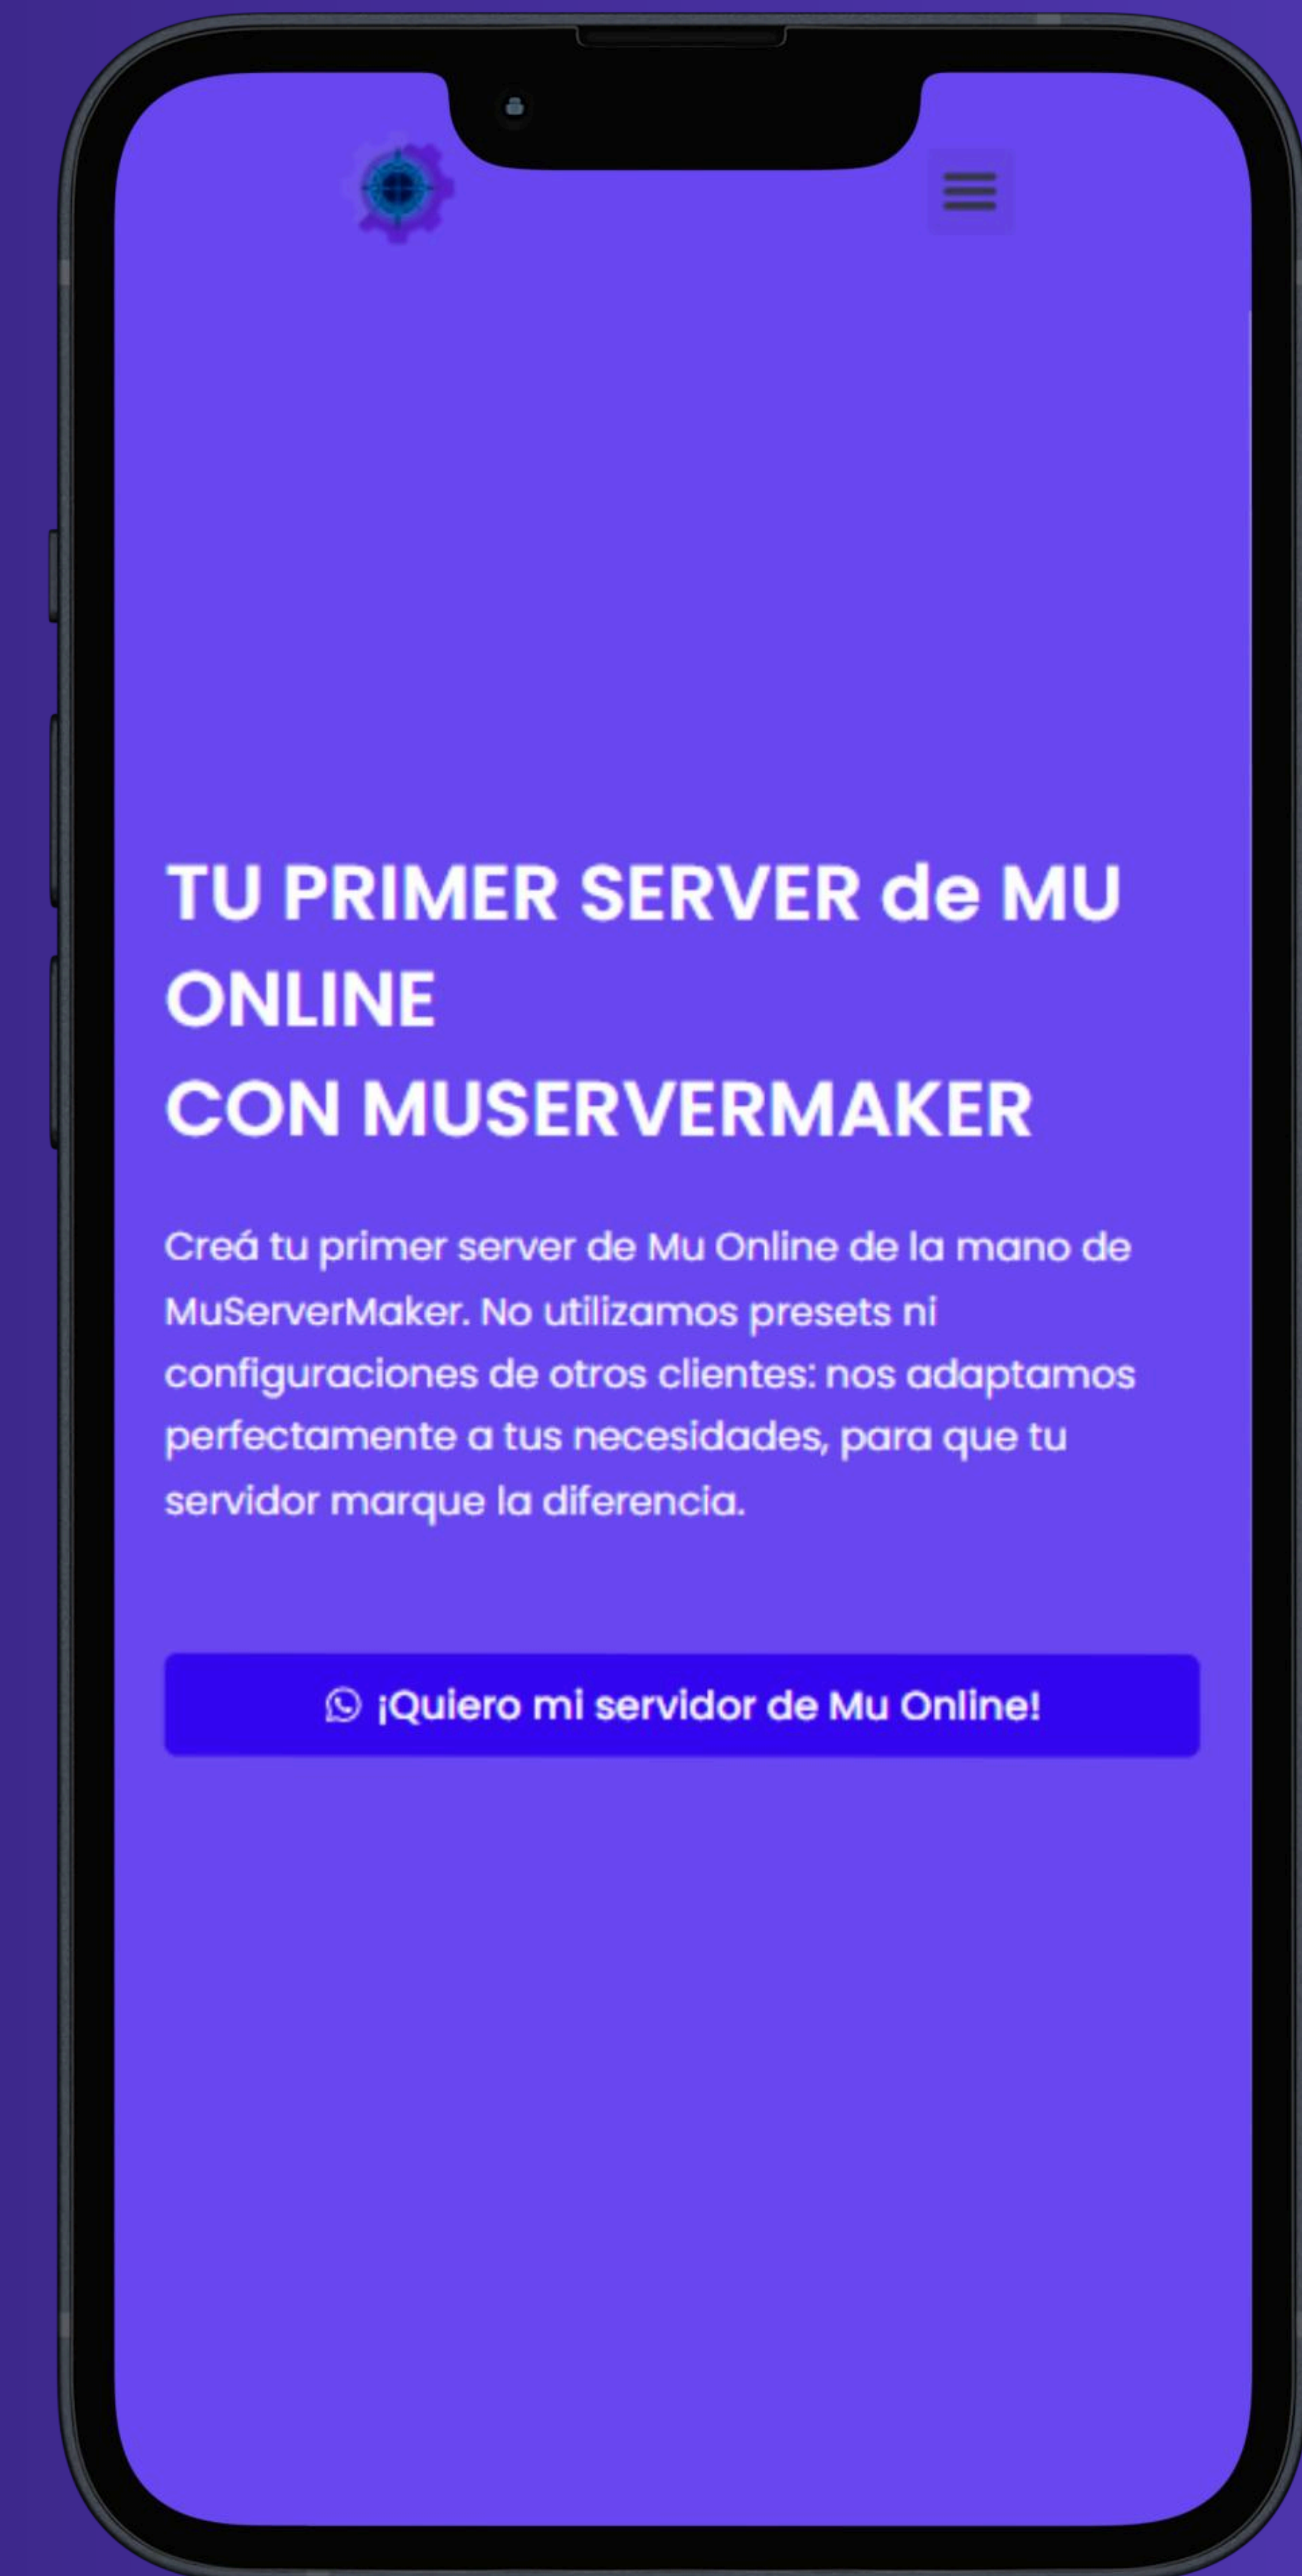 TU PRIMER SERVER de MU
ONLINE
CON MUSERVERMAKER
Creá tu primer server de Mu Online de la mano de
MuServerMaker. No utilizamos presets ni
configuraciones de otros clientes: nos adaptamos
perfectamente a tus necesidades, para que tu
servidor marque la diferencia.
¡Quiero mi servidor de Mu Online!